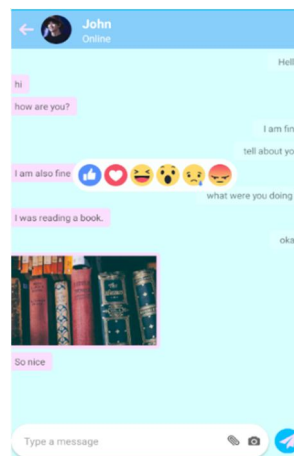 John
Online
Hell
hi
how are you?
I am fin
tell about yo
I am also fine
what were you doing
I was reading a book.
oka
So nice
Type a message